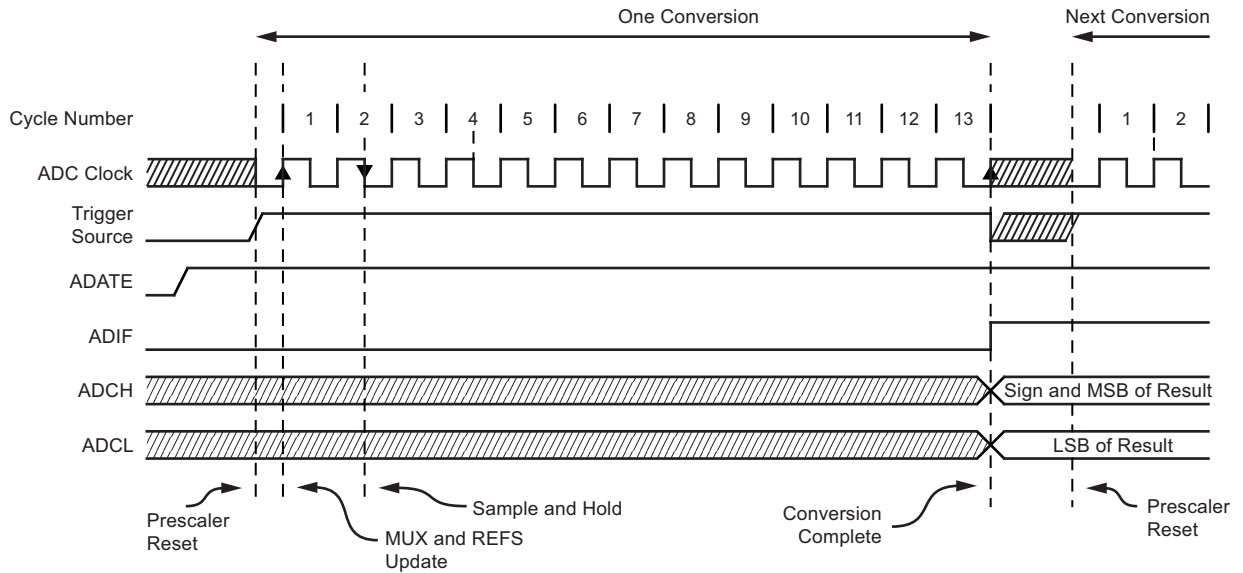 One Conversion
Next Conversion
Cycle Number
1 2 3 4 5 6 7 8 9 10 11 12 13 1 2
ADC Clock
Trigger
Source
ADATE
ADIF
ADCH
Sign and MSB of Result
ADCL
LSB of Result
Prescaler
Reset
MUX and REFS
Update
Sample and Hold
Conversion
Complete
Prescaler
Reset